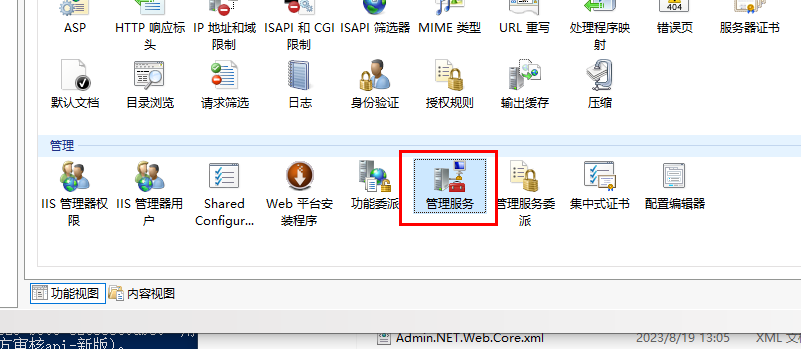 ASP HTTP 响应标头 IP 地址和域限制 ISAPI 和 CGI 限制 ISAPI 筛选器 MIME 类型 URL 重写 处理程序映射 错误页 服务器证书
默认文档 目录浏览 请求筛选 日志 身份验证 授权规则 输出缓存 压缩
管理
IIS 管理器权限 IIS 管理器用户 Shared Configur... Web 平台安装程序 功能委派 管理服务 管理服务委派 集中式证书 配置编辑器
功能视图 内容视图
方审核api-新版)。 Admin.NET.Web.Core.xml 2023/8/19 13:05 XML 文